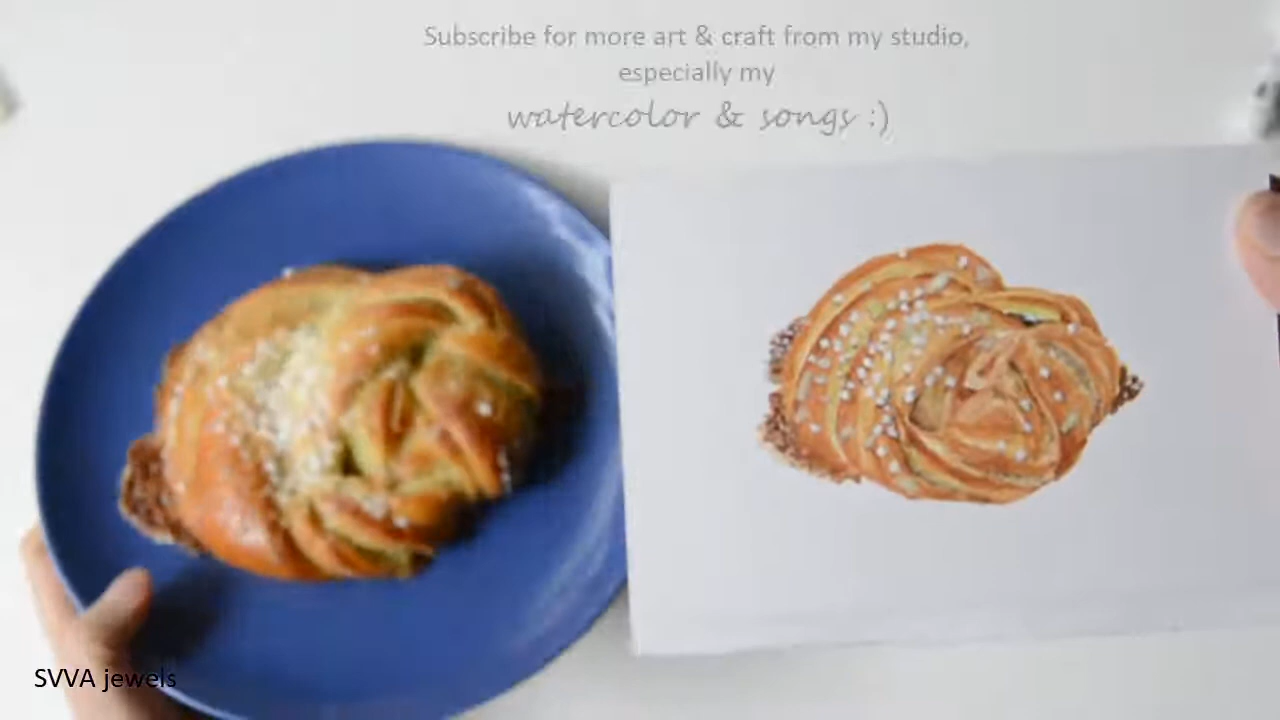 Subscribe for more art & craft from my studio,
especially my
watercolor & songs :)
SVVA jewels